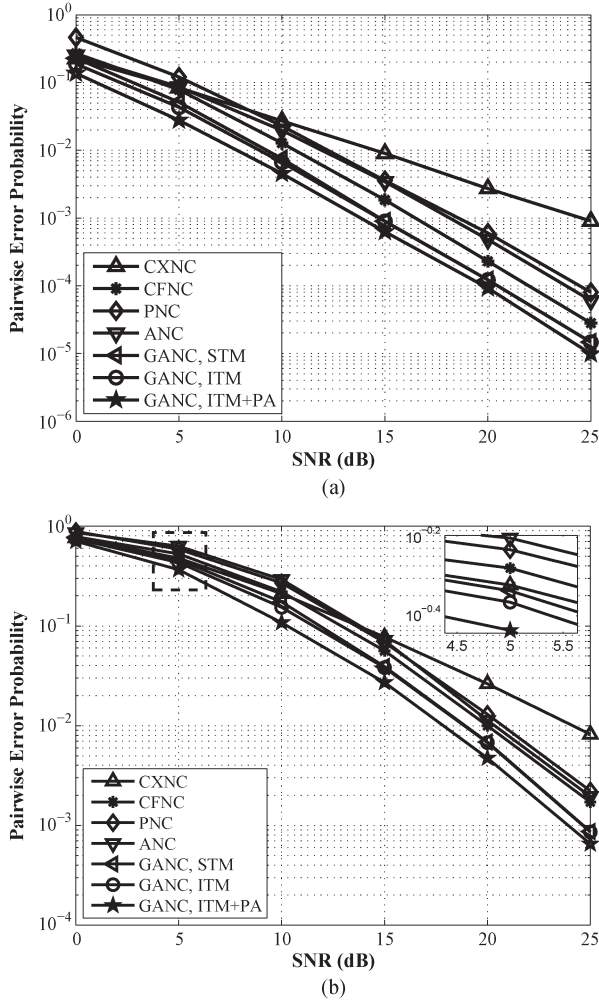 10^0
10^-1
10^-2
10^-3
10^-4
10^-5
10^-6
Pairwise Error Probability
CXNC
CFNC
PNC
ANC
GANC, STM
GANC, ITM
GANC, ITM+PA
0 5 10 15 20 25
SNR (dB)
(a)
10^0
10^-1
10^-2
10^-3
10^-4
Pairwise Error Probability
10^-0.2
10^-0.4
4.5 5 5.5
CXNC
CFNC
PNC
ANC
GANC, STM
GANC, ITM
GANC, ITM+PA
0 5 10 15 20 25
SNR (dB)
(b)